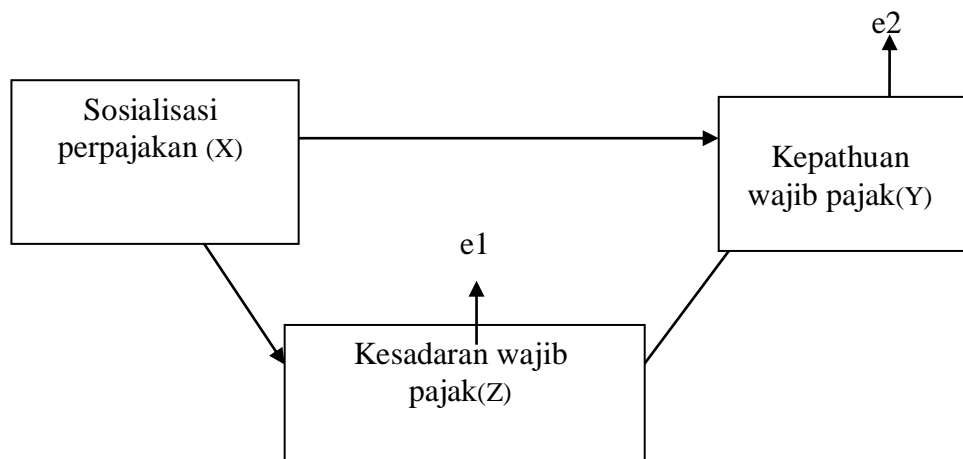 e2
Sosialisasi
perpajakan (X)
Kepathuan
wajib pajak(Y)
e1
Kesadaran wajib
pajak(Z)